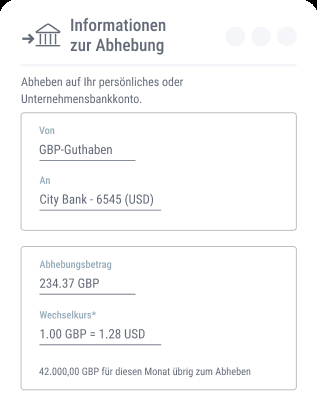 Informationen
zur Abhebung
Abheben auf Ihr persönliches oder
Unternehmensbankkonto.
Von
GBP-Guthaben
An
City Bank - 6545 (USD)
Abhebungsbetrag
234.37 GBP
Wechselkurs*
1.00 GBP = 1.28 USD
42.000,00 GBP für diesen Monat übrig zum Abheben